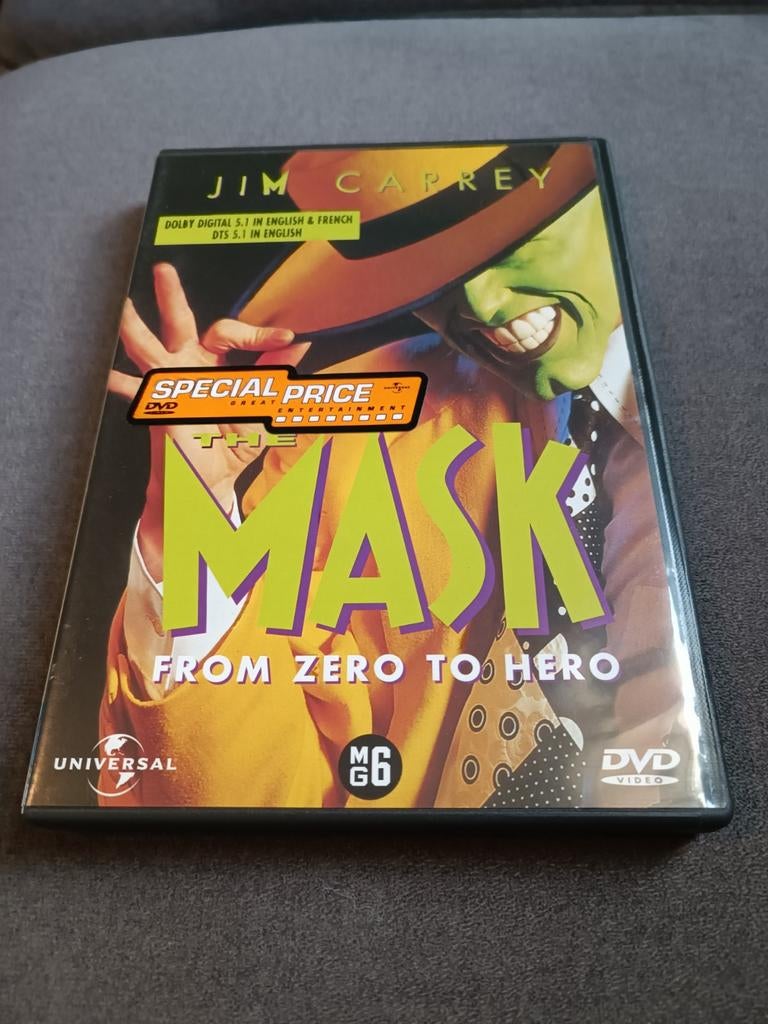 JIM CARREY
DOLBY DIGITAL 5.1 IN ENGLISH & FRENCH
DTS 5.1 IN ENGLISH
SPECIAL PRICE
UNIVERSAL
DVD
GREAT ENTERTAINMENT
THE
MASK
FROM ZERO TO HERO
UNIVERSAL
MG6
DVD
VIDEO